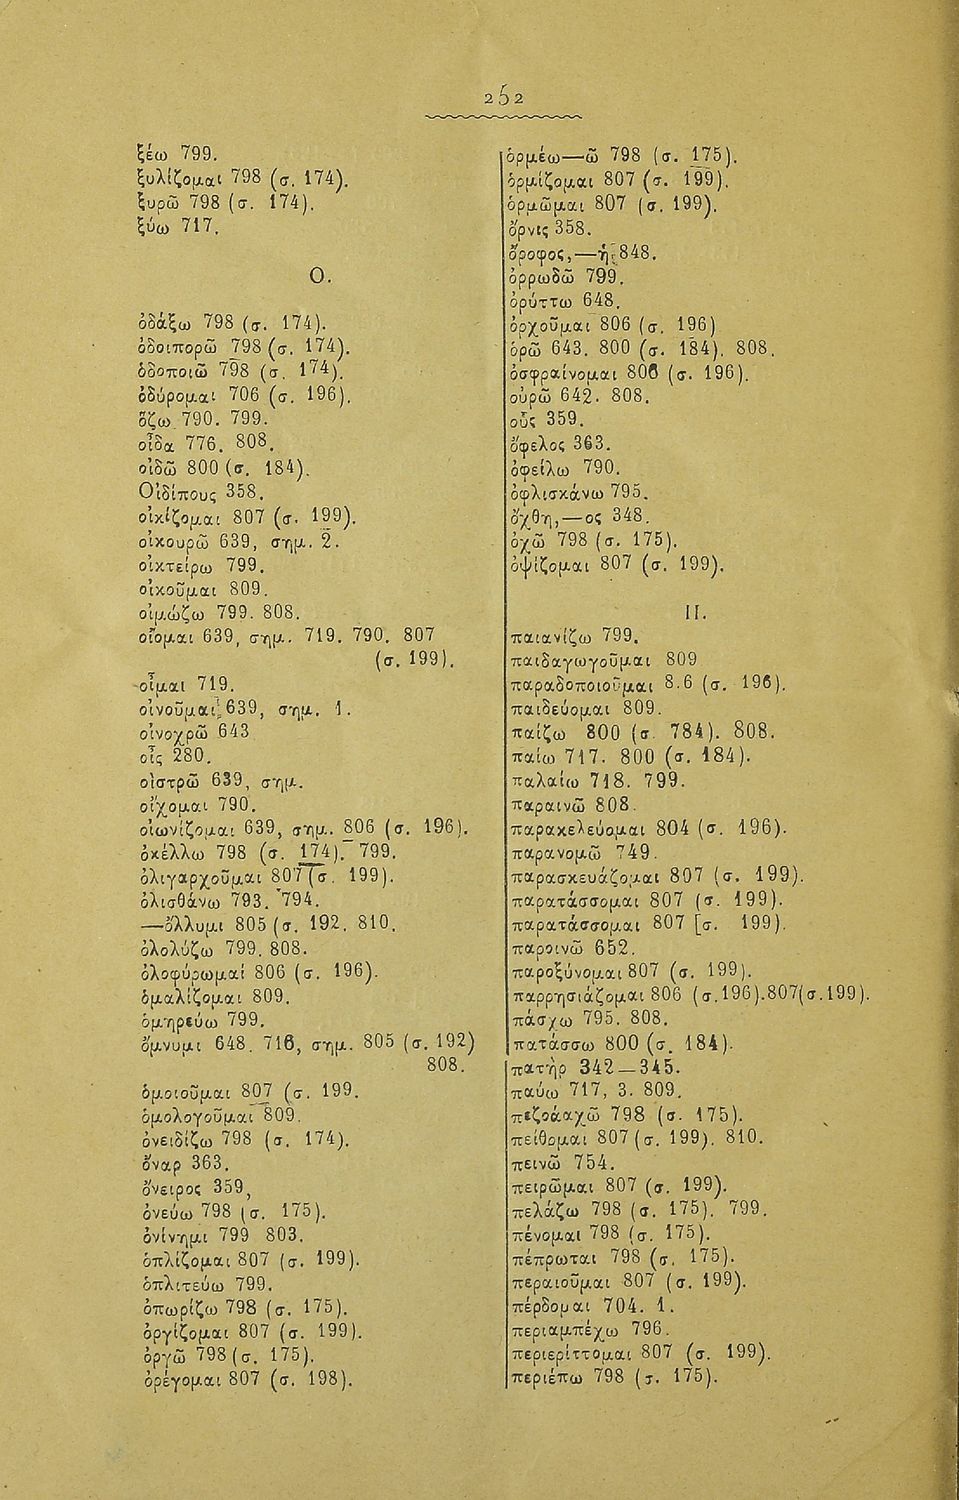 252
ξέω 799.
ξυλίζομαι 798 (σ. 174).
ξυρῶ 798 (σ. 174).
ξύω 717.
Ο.
ὀδάξω 798 (σ. 174).
ὁδοιπορῶ 798 (σ. 174).
ὁδοποιῶ 798 (σ. 174).
ὀδύρομαι 706 (σ. 196).
ὄζω 790. 799.
οἶδα 776. 808.
οἰδῶ 800 (σ. 184).
Οἰδίπους 358.
οἰκίζομαι 807 (σ. 199).
οἰκουρῶ 639, σημ. 2.
οἰκτείρω 799.
οἰκοῦμαι 809.
οἰμώζω 799. 808.
οἴομαι 639, σημ. 719. 790. 807
(σ. 199).
οἶμαι 719.
οἰνοῦμαι 639, σημ. 1.
οἰνοχρῶ 643
οἶς 280.
οἰστρῶ 639, σημ.
οἴχομαι 790.
οἰωνίζομαι 639, σημ. 806 (σ. 196).
ὀκέλλω 798 (σ. 174). 799.
ὀλιγαρχοῦμαι 807 (σ. 199).
ὀλισθάνω 793. 794.
—ὄλλυμι 805 (σ. 192. 810.
ὀλολύζω 799. 808.
ὀλοφύρωμαί 806 (σ. 196).
ὁμαλίζομαι 809.
ὁμηρεύω 799.
ὄμνυμι 648. 716, σημ. 805 (σ. 192)
808.
ὁμοιοῦμαι 807 (σ. 199.
ὁμολογοῦμαι 809.
ὀνειδίζω 798 (σ. 174).
ὄναρ 363.
ὄνειρος 359,
ὀνεύω 798 (σ. 175).
ὀνίνημι 799 803.
ὁπλίζομαι 807 (σ. 199).
ὁπλιτεύω 799.
ὀπωρίζω 798 (σ. 175).
ὀργίζομαι 807 (σ. 199).
ὀργῶ 798 (σ. 175).
ὀρέγομαι 807 (σ. 198).
ὁρμέω—ῶ 798 (σ. 175).
ὁρμίζομαι 807 (σ. 199).
ὁρμῶμαι 807 (σ. 199).
ὄρνις 358.
ὄροφος,—ή 848.
ὀρρωδῶ 799.
ὀρύττω 648.
ὀρχοῦμαι 806 (σ. 196)
ὁρῶ 643. 800 (σ. 184). 808.
ὀσφραίνομαι 806 (σ. 196).
οὐρῶ 642. 808.
οὖς 359.
ὄφελος 363.
ὀφείλω 790.
ὀφλισκάνω 795.
ὄχθη,—ος 348.
ὀχῶ 798 (σ. 175).
ὀψίζομαι 807 (σ. 199).
Π.
παιανίζω 799.
παιδαγωγοῦμαι 809
παραδοποιοῦμαι 8.6 (σ. 196).
παιδεύομαι 809.
παίζω 800 (σ. 784). 808.
παίω 717. 800 (σ. 184).
παλαίω 718. 799.
παραινῶ 808.
παρακελεύομαι 804 (σ. 196).
παρανομῶ 749.
παρασκευάζομαι 807 (σ. 199).
παρατάσσομαι 807 (σ. 199).
παρατάσσομαι 807 [σ. 199).
παροινῶ 652.
παροξύνομαι 807 (σ. 199).
παρρησιάζομαι 806 (σ.196).807(σ.199).
πάσχω 795. 808.
πατάσσω 800 (σ. 184).
πατὴρ 342—345.
παύω 717, 3. 809.
πεζοάαχῶ 798 (σ. 175).
πείθομαι 807 (σ. 199). 810.
πεινῶ 754.
πειρῶμαι 807 (σ. 199).
πελάζω 798 (σ. 175). 799.
πένομαι 798 (σ. 175).
πέπρωται 798 (σ. 175).
περαιοῦμαι 807 (σ. 199).
πέρδομαι 704. 1.
περιαμπέχω 796.
περιερίττομαι 807 (σ. 199).
περιέπω 798 (σ. 175).